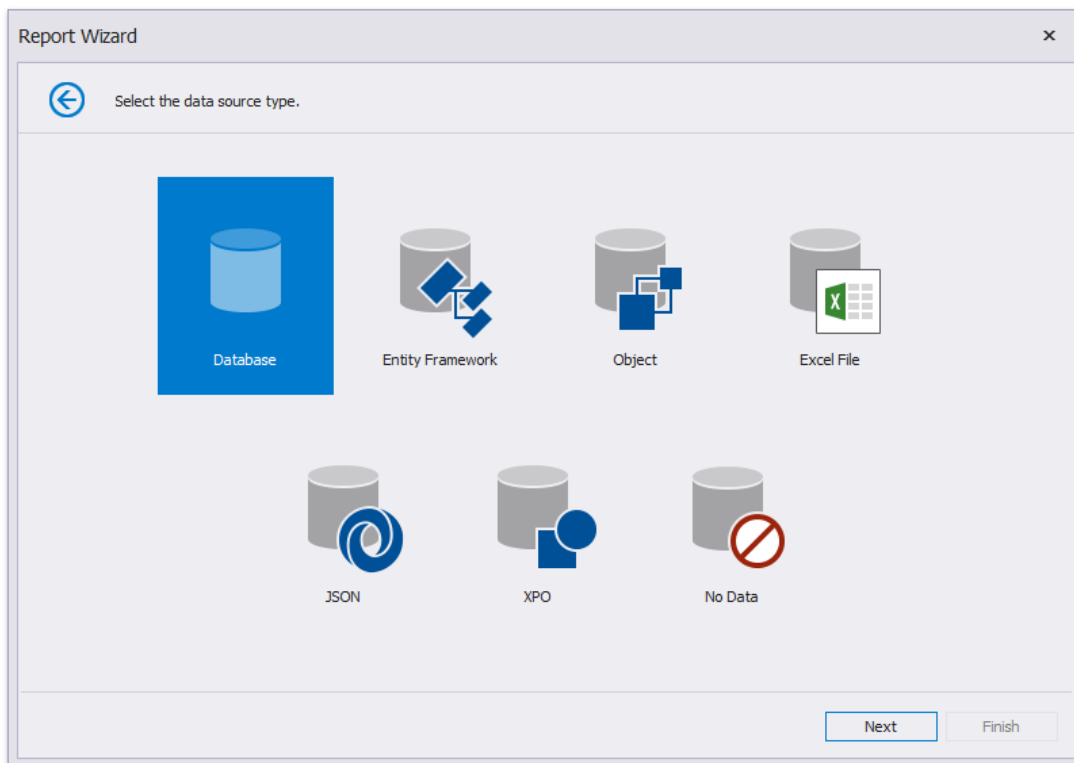 Report Wizard
Select the data source type.
Database
Entity Framework
Object
Excel File
X
JSON
XPO
No Data
Next
Finish